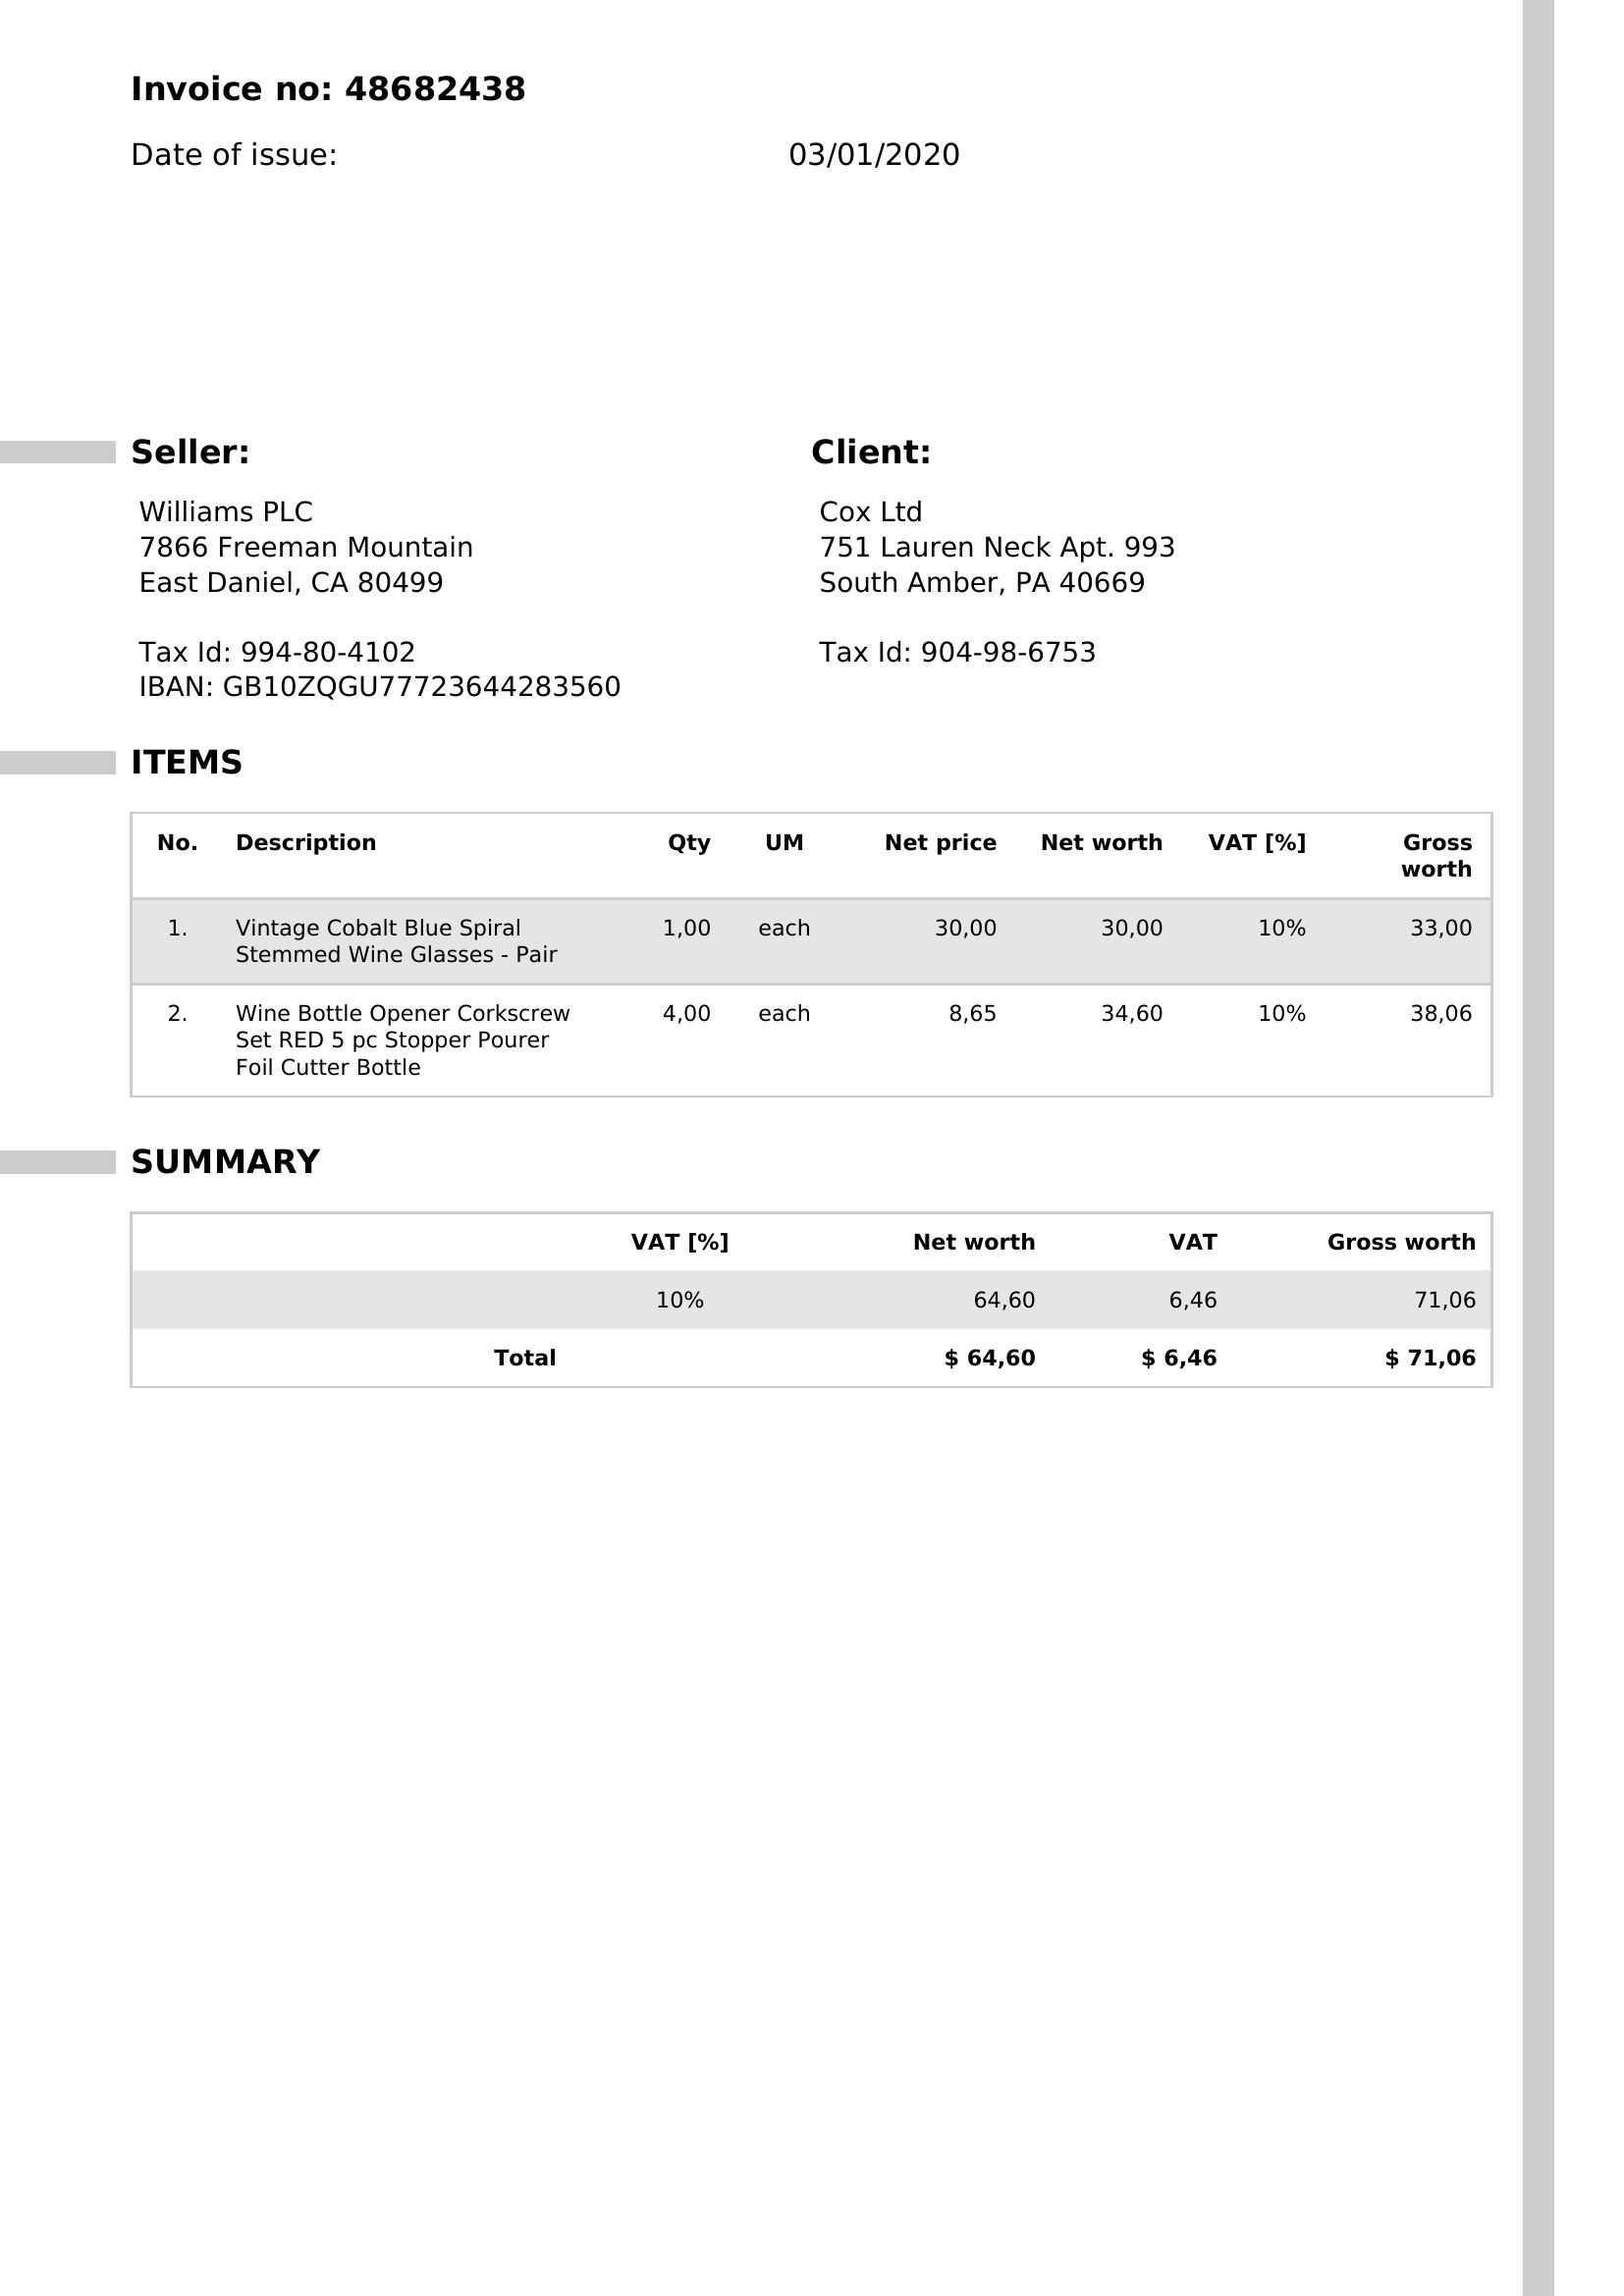 Invoice no: 48682438
Date of issue: 03/01/2020
Seller:
Williams PLC
7866 Freeman Mountain
East Daniel, CA 80499
Tax Id: 994-80-4102
IBAN: GB10ZQGU77723644283560
Client:
Cox Ltd
751 Lauren Neck Apt. 993
South Amber, PA 40669
Tax Id: 904-98-6753
ITEMS
No. Description Qty UM Net price Net worth VAT [%] Gross
worth
1. Vintage Cobalt Blue Spiral 1,00 each 30,00 30,00 10% 33,00
Stemmed Wine Glasses - Pair
2. Wine Bottle Opener Corkscrew 4,00 each 8,65 34,60 10% 38,06
Set RED 5 pc Stopper Pourer
Foil Cutter Bottle
SUMMARY
VAT [%] Net worth VAT Gross worth
10% 64,60 6,46 71,06
Total $ 64,60 $ 6,46 $ 71,06